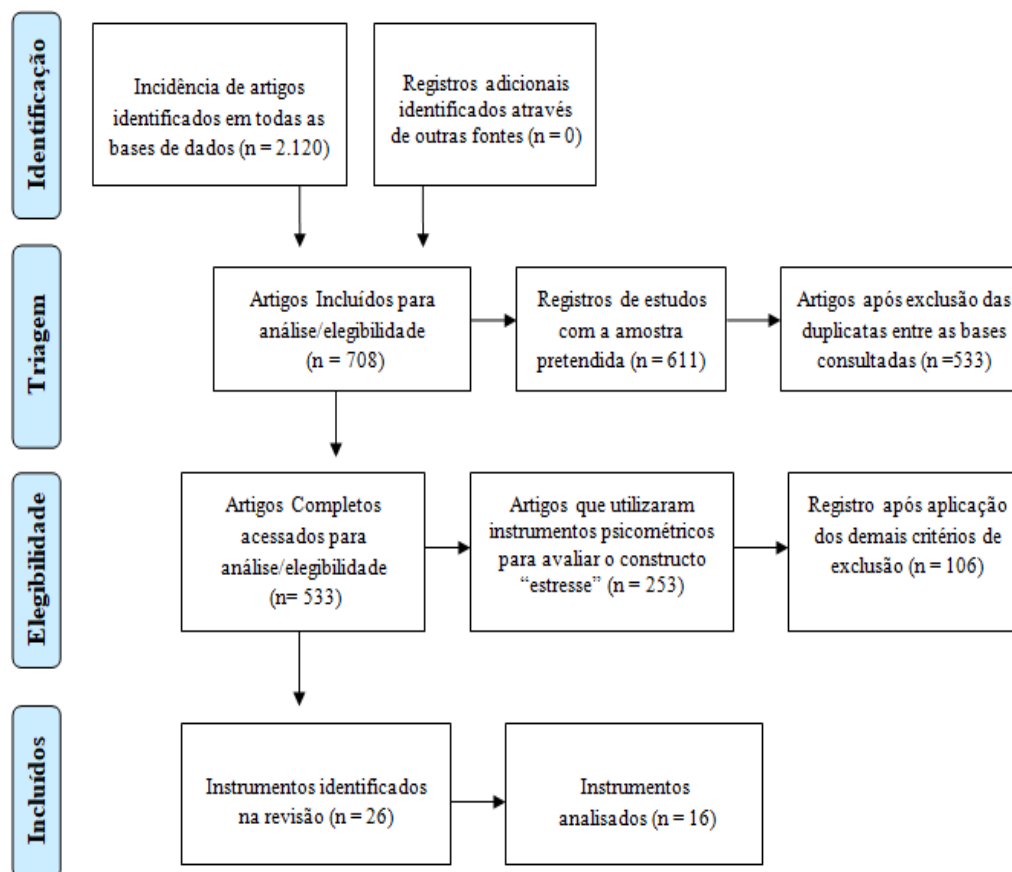 Identificação
Incidência de artigos
identificados em todas as
bases de dados (n = 2.120)
Registros adicionais
identificados através
de outras fontes (n = 0)
Triagem
Artigos Incluídos para
análise/elegibilidade
(n = 708)
Registros de estudos
com a amostra
pretendida (n = 611)
Artigos após exclusão das
duplicatas entre as bases
consultadas (n =533)
Elegibilidade
Artigos Completos
acessados para
análise/elegibilidade
(n= 533)
Artigos que utilizaram
instrumentos psicométricos
para avaliar o constructo
“estresse” (n = 253)
Registro após aplicação
dos demais critérios de
exclusão (n = 106)
Incluídos
Instrumentos identificados
na revisão (n = 26)
Instrumentos
analisados (n = 16)